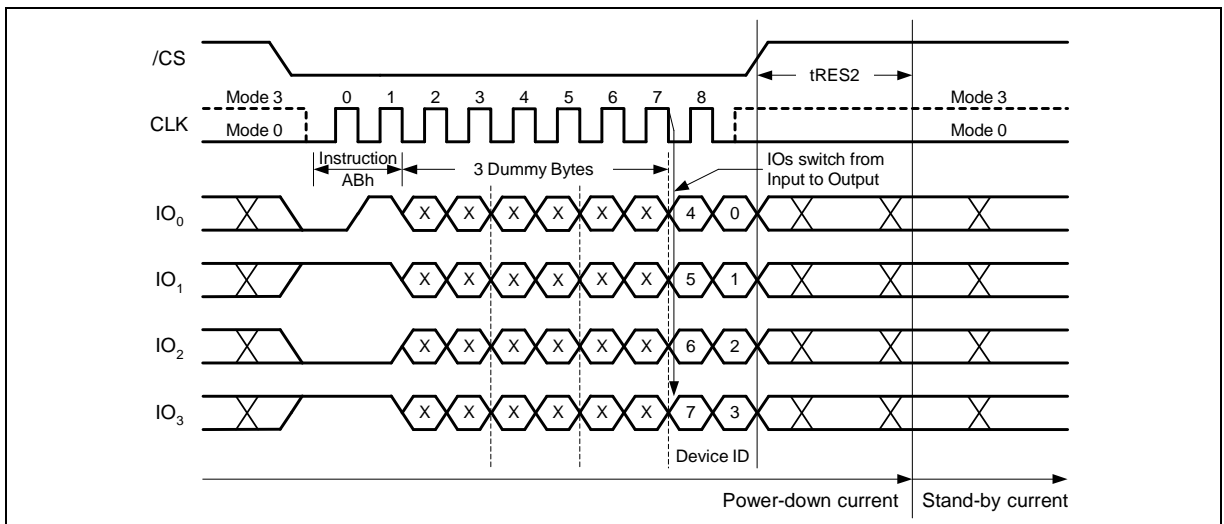 /CS
tRES2
Mode 3 0 1 2 3 4 5 6 7 8 Mode 3
CLK
Mode 0 Mode 0
Instruction
ABh
3 Dummy Bytes
IOs switch from
Input to Output
IO0 X X X X X X 4 0
IO1 X X X X X X 5 1
IO2 X X X X X X 6 2
IO3 X X X X X X 7 3
Device ID
Power-down current Stand-by current